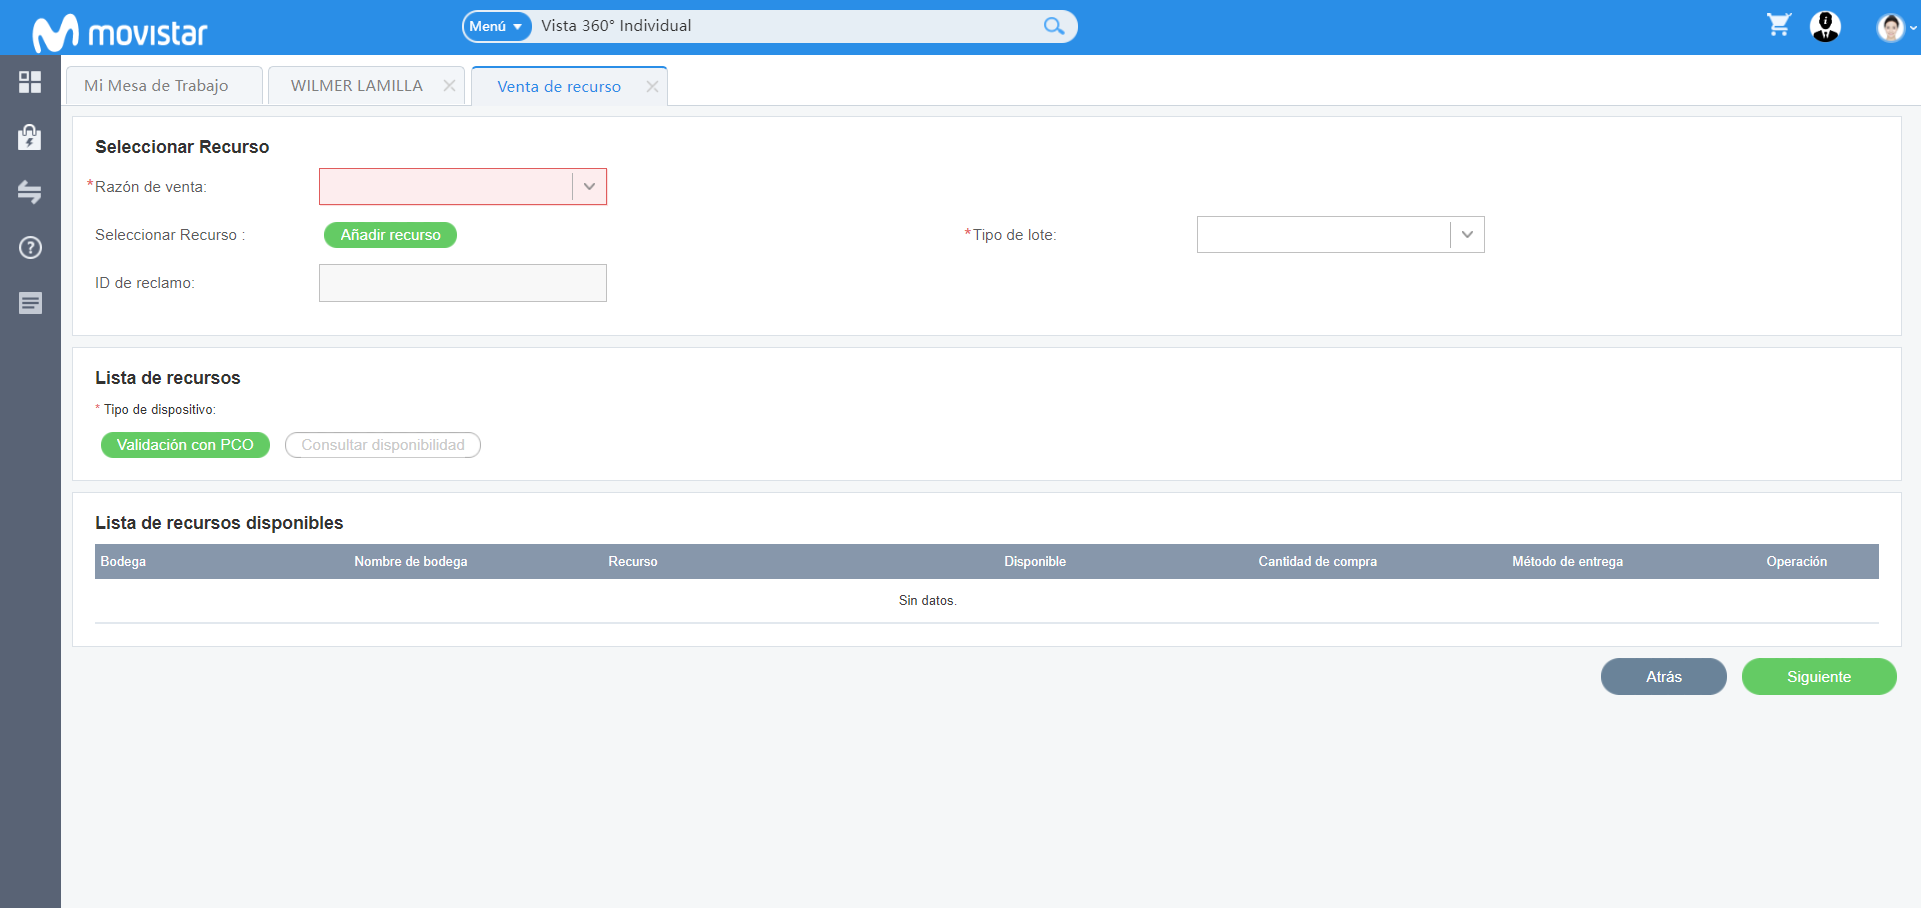 movistar
Menú
Vista 360° Individual
Mi Mesa de Trabajo
WILMER LAMILLA
Venta de recurso
Seleccionar Recurso
*Razón de venta:
Seleccionar Recurso :
Añadir recurso
*Tipo de lote:
ID de reclamo:
Lista de recursos
* Tipo de dispositivo:
Validación con PCO
Consultar disponibilidad
Lista de recursos disponibles
Bodega Nombre de bodega Recurso Disponible Cantidad de compra Método de entrega Operación
Sin datos.
Atrás
Siguiente